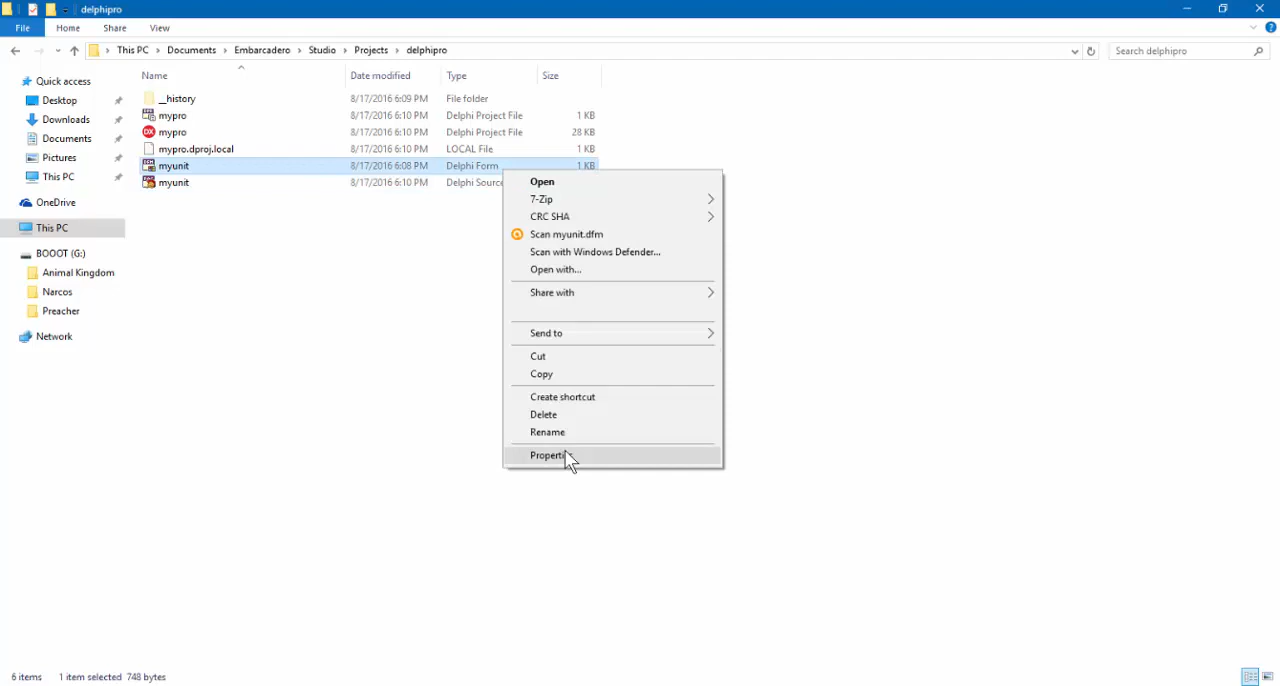 delphipro
File Home Share View
This PC Documents Embarcadero Studio Projects delphipro Search delphipro
Name Date modified Type Size
Quick access
Desktop
Downloads
Documents
Pictures
This PC
OneDrive
This PC
BOOOT (G:)
Animal Kingdom
Narcos
Preacher
Network
__history 8/17/2016 6:09 PM File folder
mypro 8/17/2016 6:10 PM Delphi Project File 1 KB
mypro 8/17/2016 6:10 PM Delphi Project File 28 KB
mypro.dproj.local 8/17/2016 6:10 PM LOCAL File 1 KB
myunit 8/17/2016 6:08 PM Delphi Form 1 KB
myunit 8/17/2016 6:10 PM Delphi Source
Open
7-Zip
CRC SHA
Scan myunit.dfm
Scan with Windows Defender...
Open with...
Share with
Send to
Cut
Copy
Create shortcut
Delete
Rename
6 items 1 item selected 748 bytes